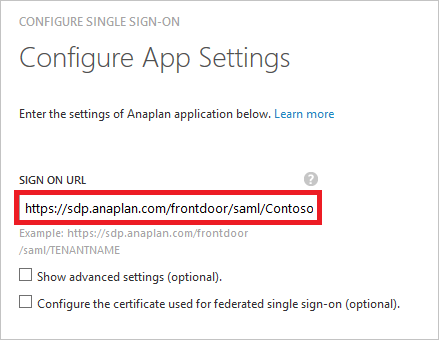 CONFIGURE SINGLE SIGN-ON
Configure App Settings
Enter the settings of Anaplan application below. Learn more
SIGN ON URL ?
https://sdp.anaplan.com/frontdoor/saml/Contoso
Example: https://sdp.anaplan.com/frontdoor
/saml/TENANTNAME
Show advanced settings (optional).
Configure the certificate used for federated single sign-on (optional).